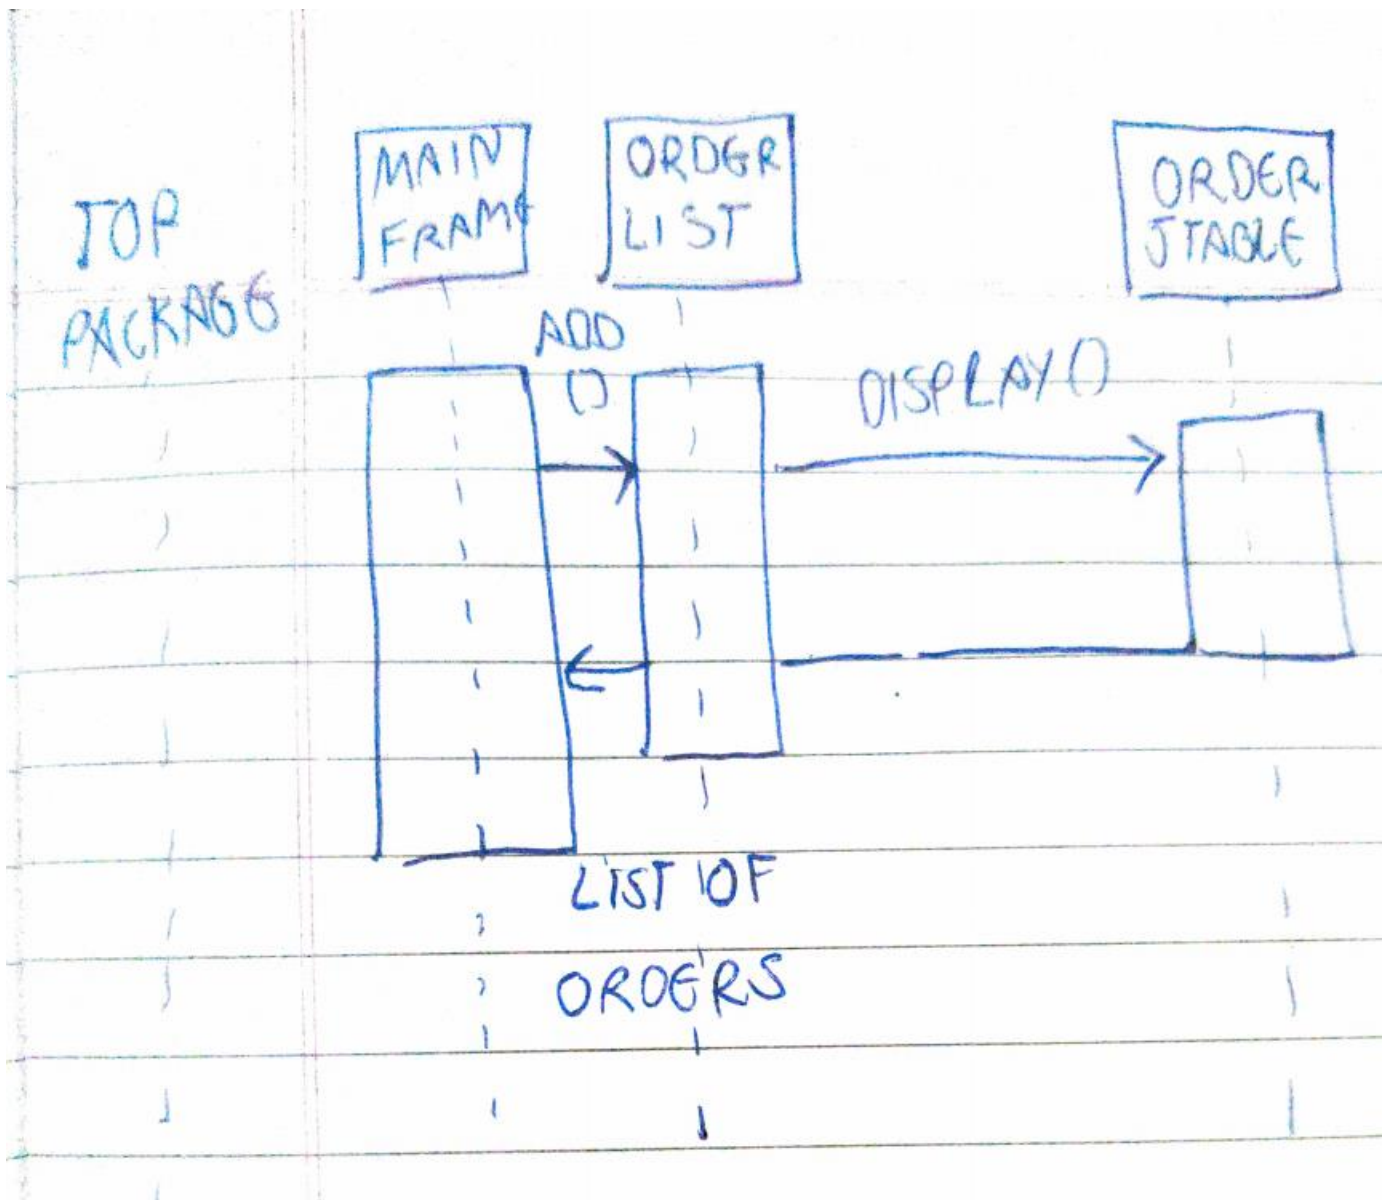 TOP
PACKAGE
MAIN
FRAME
ORDER
LIST
ORDER
JTABLE
ADD
()
DISPLAY()
LIST OF
ORDERS